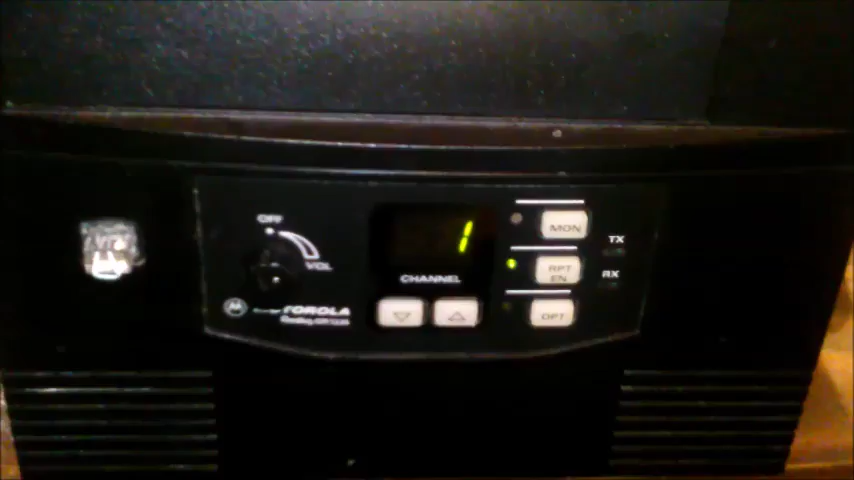 OFF
VOL
1
CHANNEL
MOTOROLA
MON
RPT
EN
OPT
TX
RX